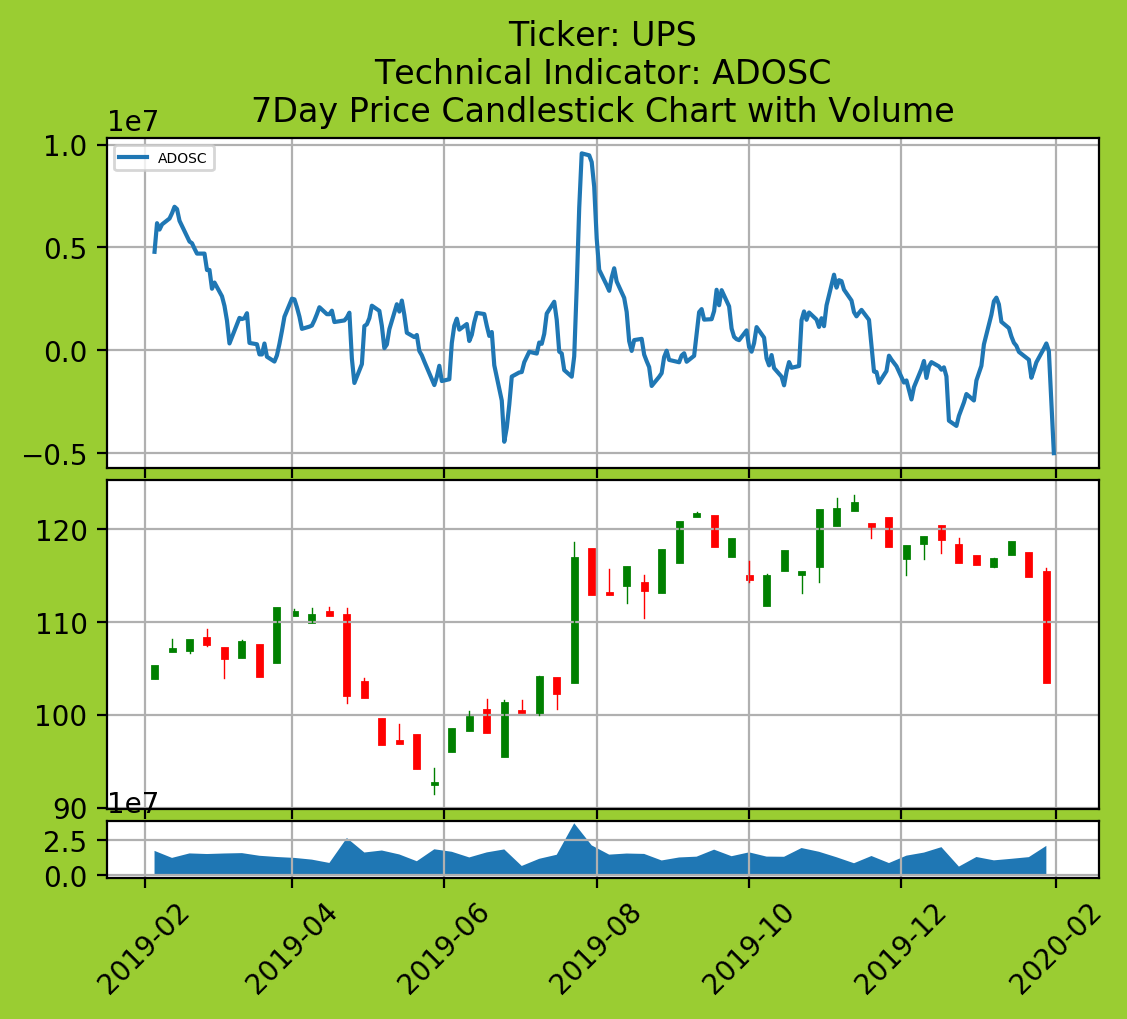 Ticker: UPS
Technical Indicator: ADOSC
7Day Price Candlestick Chart with Volume
1e7
1.0
ADOSC
0.5
0.0
−0.5
120
110
100
90
1e7
2.5
0.0
2019-02
2019-04
2019-06
2019-08
2019-10
2019-12
2020-02